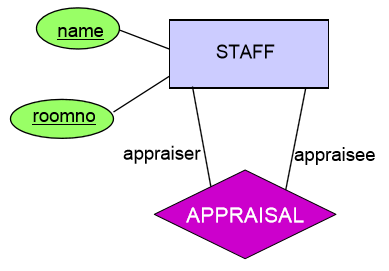 name
STAFF
roomno
appraiser
appraisee
APPRAISAL